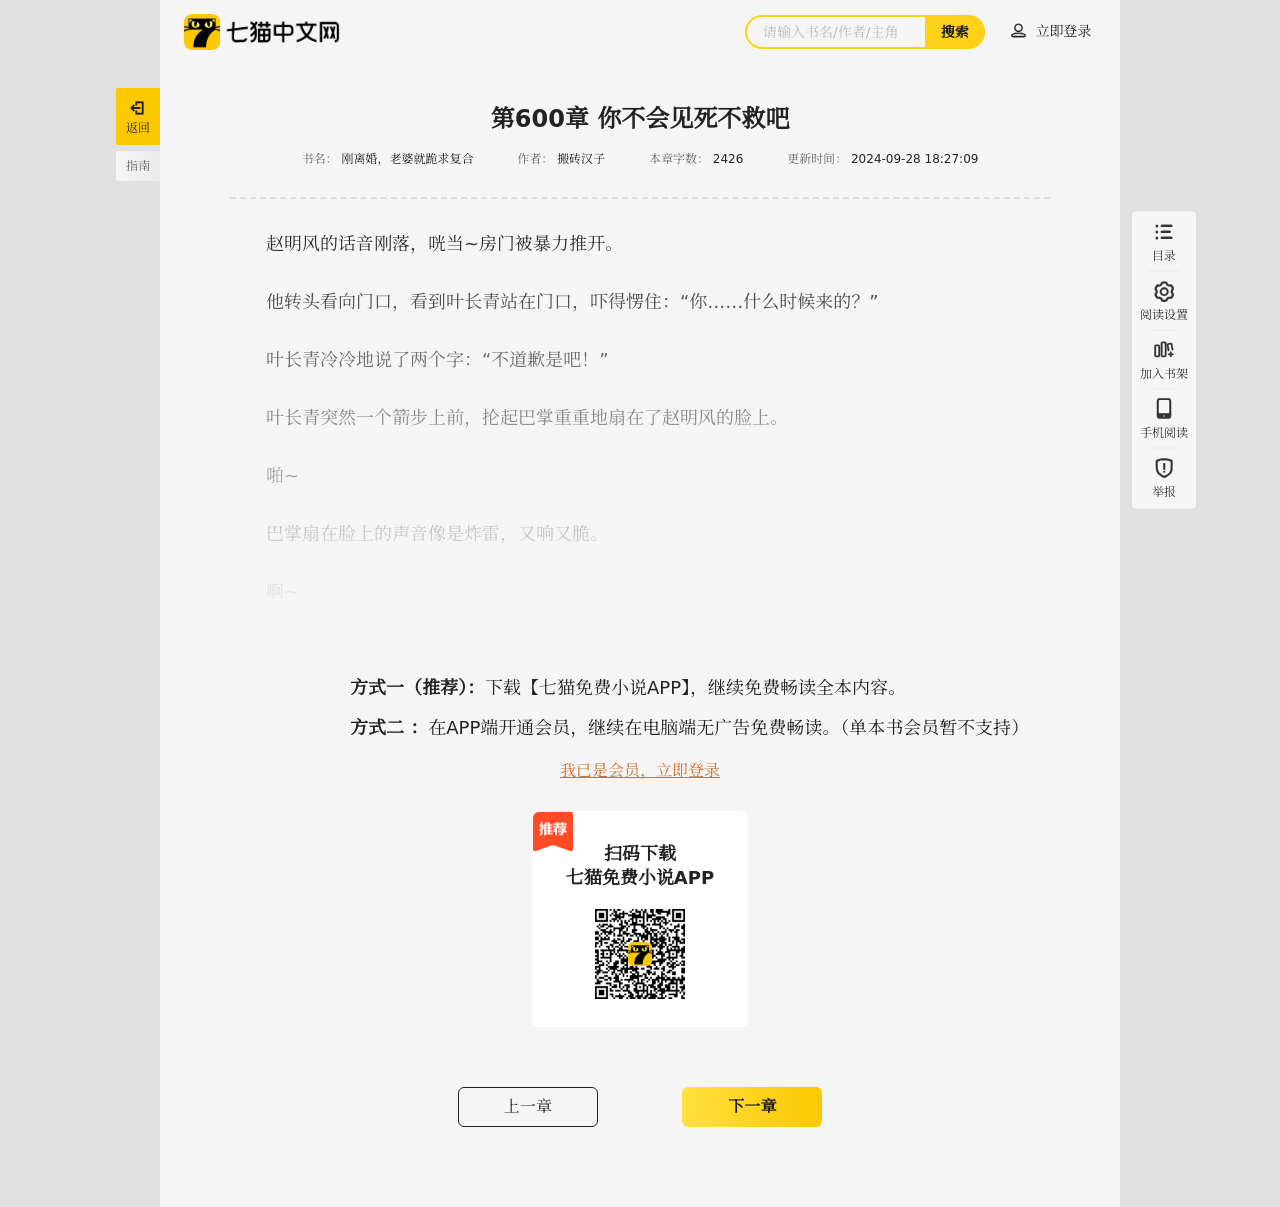 七猫中文网
请输入书名/作者/主角
搜索
立即登录
返回
指南
第600章 你不会见死不救吧
书名： 刚离婚，老婆就跪求复合 作者： 搬砖汉子 本章字数： 2426 更新时间： 2024-09-28 18:27:09
赵明风的话音刚落，咣当~房门被暴力推开。
他转头看向门口，看到叶长青站在门口，吓得愣住：“你……什么时候来的？”
叶长青冷冷地说了两个字：“不道歉是吧！”
叶长青突然一个箭步上前，抡起巴掌重重地扇在了赵明风的脸上。
啪~
巴掌扇在脸上的声音像是炸雷，又响又脆。
啊~
目录
阅读设置
加入书架
手机阅读
举报
方式一（推荐）：下载【七猫免费小说APP】，继续免费畅读全本内容。
方式二 ：在APP端开通会员，继续在电脑端无广告免费畅读。（单本书会员暂不支持）
我已是会员，立即登录
推荐
扫码下载
七猫免费小说APP
上一章
下一章